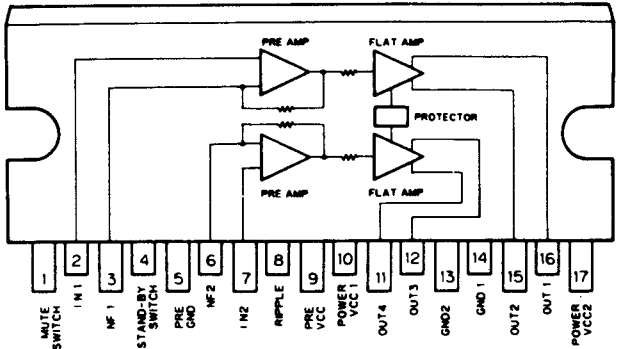 PRE AMP
FLAT AMP
PROTECTOR
PRE AMP
FLAT AMP
1
2
3
4
5
6
7
8
9
10
11
12
13
14
15
16
17
MUTE
SWITCH
IN 1
NF 1
STAND-BY
SWITCH
PRE
GND
NF2
IN2
RIPPLE
PRE
VCC
POWER
VCC 1
OUT4
OUT3
GND2
GND 1
OUT2
OUT 1
POWER
VCC2